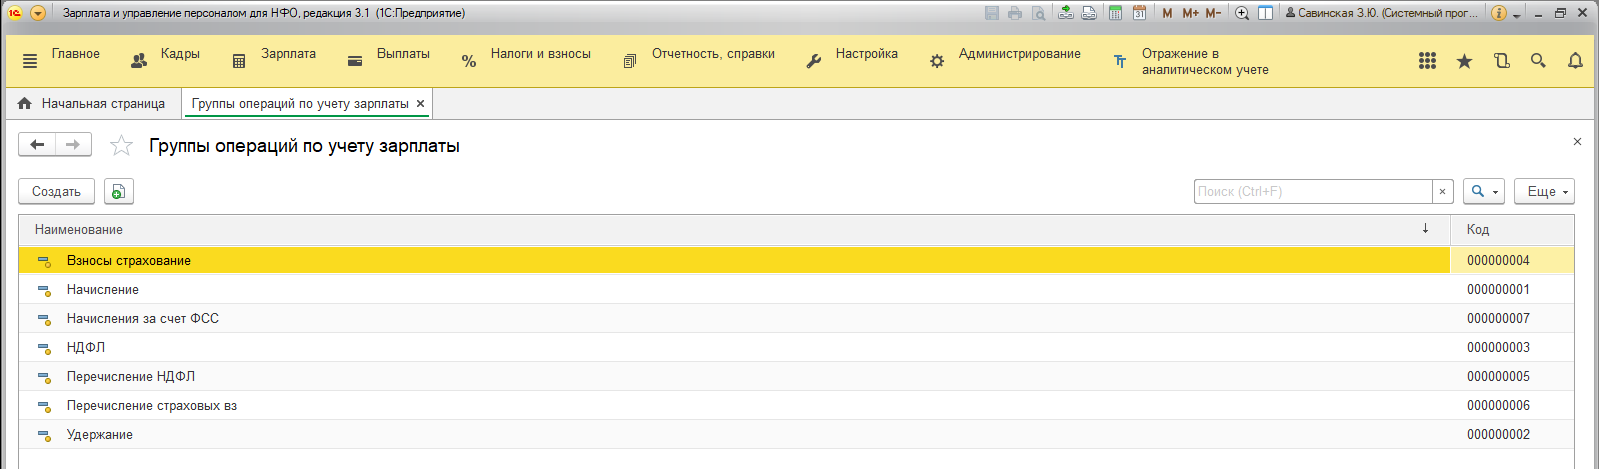 Зарплата и управление персоналом для НФО, редакция 3.1 (1С:Предприятие)
M M+ M-
Савинская З.Ю. (Системный прог...
Главное
Кадры
Зарплата
Выплаты
Налоги и взносы
Отчетность, справки
Настройка
Администрирование
Отражение в
аналитическом учете
Начальная страница
Группы операций по учету зарплаты ×
Группы операций по учету зарплаты
Создать
Поиск (Ctrl+F)
Еще
Наименование ↓ Код
Взносы страхование 000000004
Начисление 000000001
Начисления за счет ФСС 000000007
НДФЛ 000000003
Перечисление НДФЛ 000000005
Перечисление страховых вз 000000006
Удержание 000000002